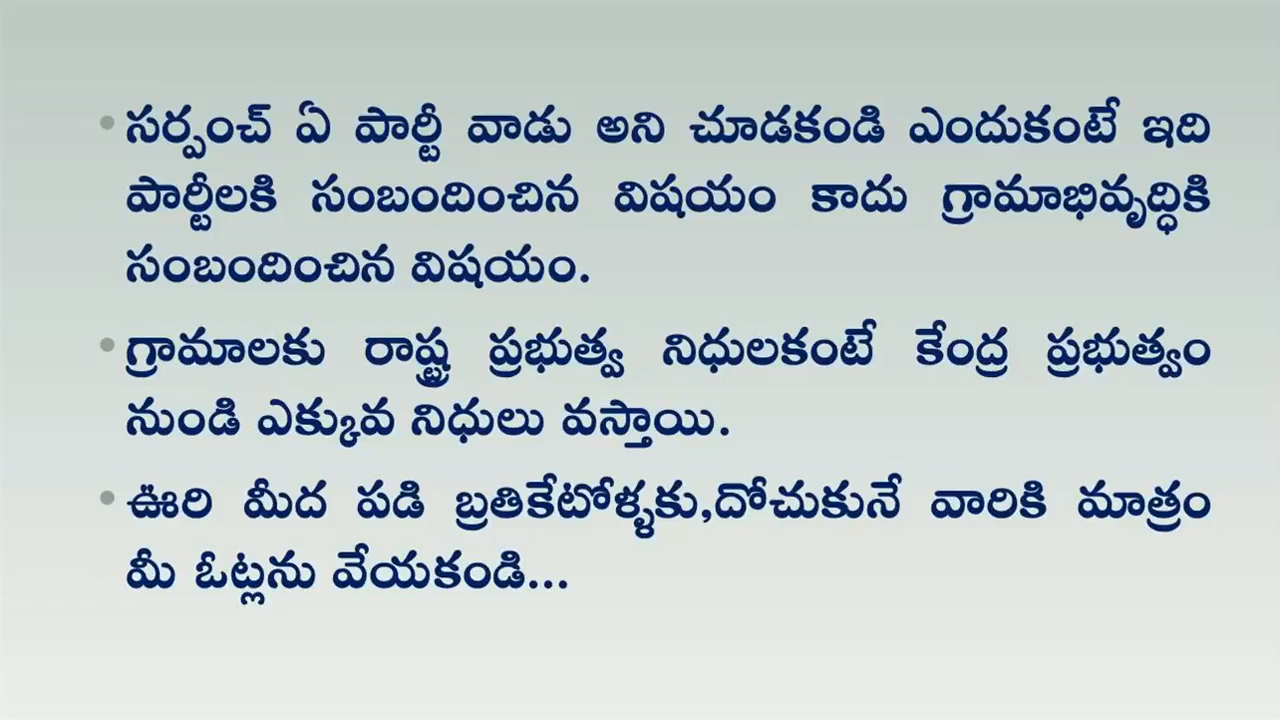 • సర్పంచ్ ఏ పార్టీ వాడు అని చూడకండి ఎందుకంటే ఇది
పార్టీలకి సంబందించిన విషయం కాదు గ్రామాభివృద్ధికి
సంబందించిన విషయం.
• గ్రామాలకు రాష్ట్ర ప్రభుత్వ నిధులకంటే కేంద్ర ప్రభుత్వం
నుండి ఎక్కువ నిధులు వస్తాయి.
• ఊరి మీద పడి బ్రతికేటోళ్ళకు,దోచుకునే వారికి మాత్రం
మీ ఓట్లను వేయకండి...